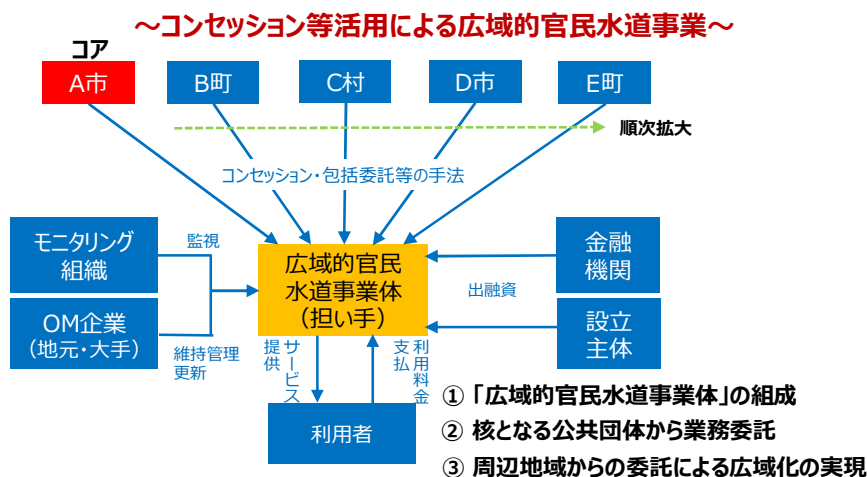 ～コンセッション等活用による広域的官民水道事業～
コア
A市
B町
C村
D市
E町
順次拡大
コンセッション・包括委託等の手法
モニタリング
組織
監視
OM企業
（地元・大手）
維持管理
更新
広域的官民
水道事業体
（担い手）
金融
機関
出融資
設立
主体
サービス
提供
利用料金
支払
利用者
① 「広域的官民水道事業体」の組成
② 核となる公共団体から業務委託
③ 周辺地域からの委託による広域化の実現